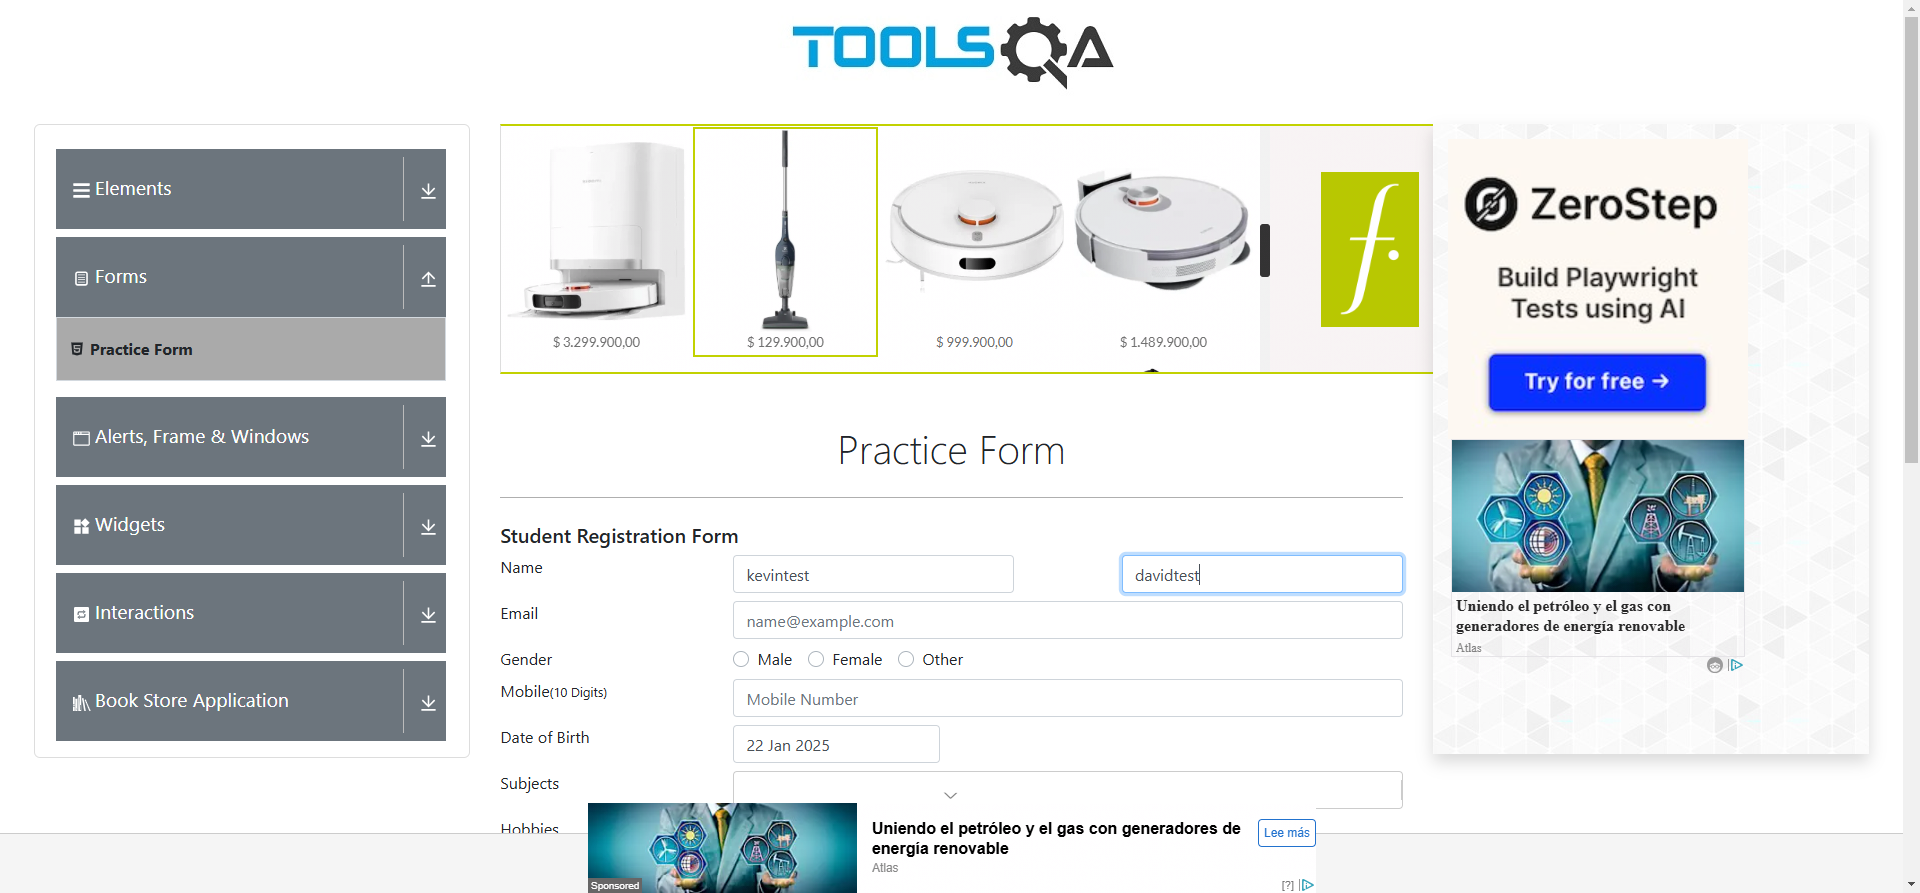 TOOLSQA
Elements
Forms
Practice Form
Alerts, Frame & Windows
Widgets
Interactions
Book Store Application
$ 3.299.900,00
$ 129.900,00
$ 999.900,00
$ 1.489.900,00
f.
ZeroStep
Build Playwright
Tests using AI
Try for free →
Uniendo el petróleo y el gas con
generadores de energía renovable
Atlas
Practice Form
Student Registration Form
Name
kevintest
davidtest
Email
name@example.com
Gender
Male
Female
Other
Mobile(10 Digits)
Mobile Number
Date of Birth
22 Jan 2025
Subjects
Hobbies
Uniendo el petróleo y el gas con generadores de
energía renovable
Atlas
Lee más
Sponsored
[?]